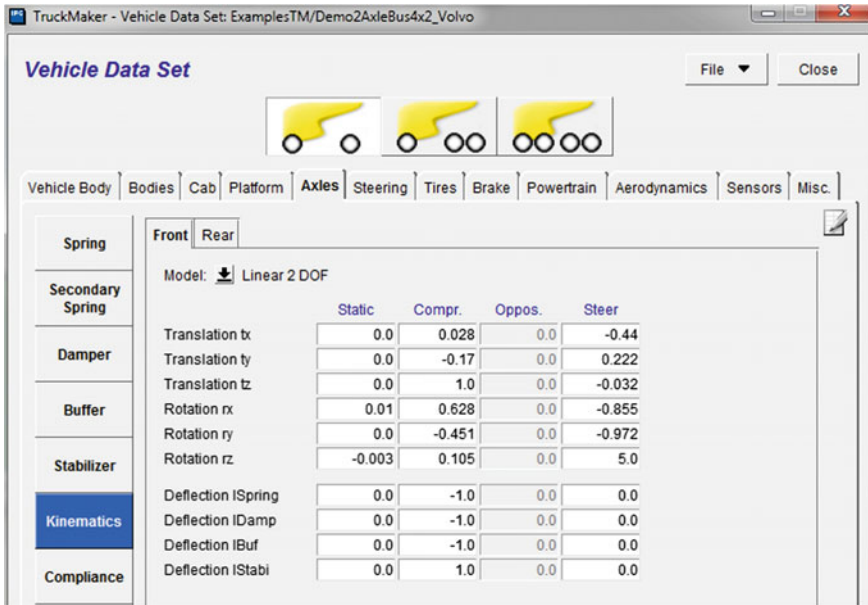 IPG TruckMaker - Vehicle Data Set: ExamplesTM/Demo2AxleBus4x2_Volvo
Vehicle Data Set File Close
Vehicle Body Bodies Cab Platform Axles Steering Tires Brake Powertrain Aerodynamics Sensors Misc.
Spring
Secondary
Spring
Damper
Buffer
Stabilizer
Kinematics
Compliance
Front Rear
Model: Linear 2 DOF
Static Compr. Oppos. Steer
Translation tx 0.0 0.028 0.0 -0.44
Translation ty 0.0 -0.17 0.0 0.222
Translation tz 0.0 1.0 0.0 -0.032
Rotation rx 0.01 0.628 0.0 -0.855
Rotation ry 0.0 -0.451 0.0 -0.972
Rotation rz -0.003 0.105 0.0 5.0
Deflection lSpring 0.0 -1.0 0.0 0.0
Deflection lDamp 0.0 -1.0 0.0 0.0
Deflection lBuf 0.0 -1.0 0.0 0.0
Deflection lStabi 0.0 1.0 0.0 0.0